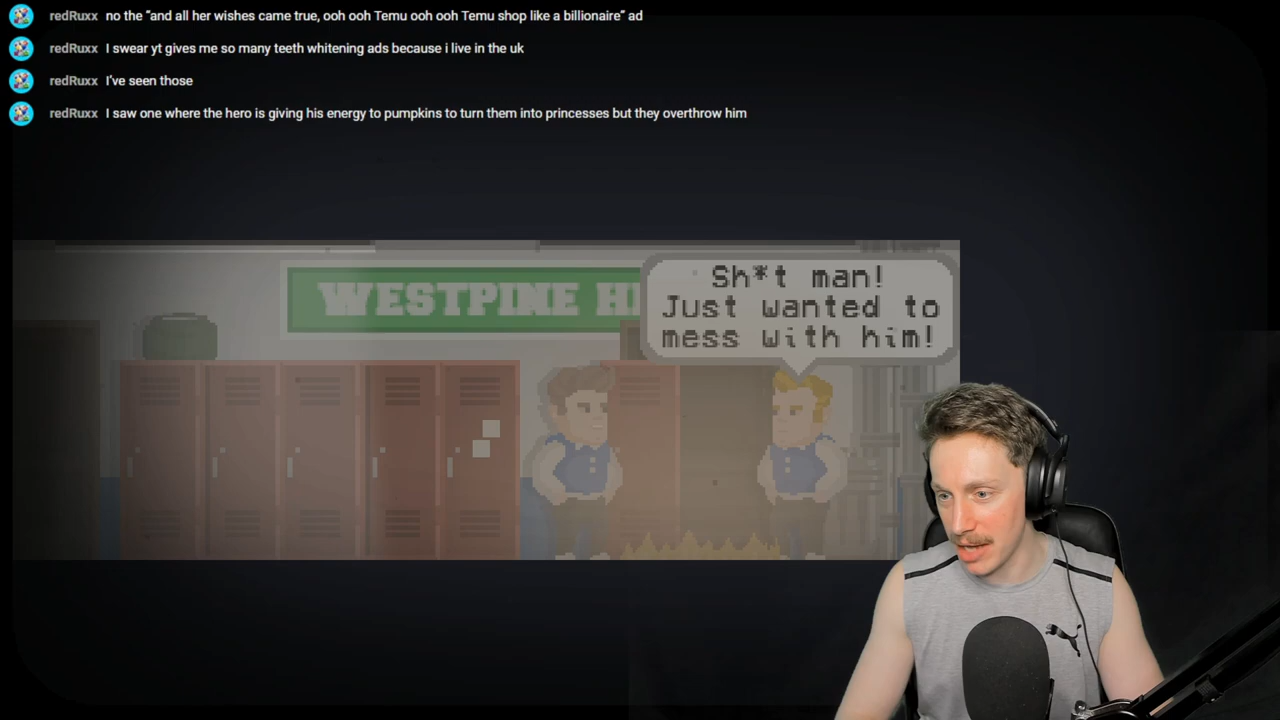 redRuxx no the “and all her wishes came true, ooh ooh Temu ooh ooh Temu shop like a billionaire” ad
redRuxx I swear yt gives me so many teeth whitening ads because i live in the uk
redRuxx I've seen those
redRuxx I saw one where the hero is giving his energy to pumpkins to turn them into princesses but they overthrow him
WESTPINE H
Sh*t man!
Just wanted to
mess with him!